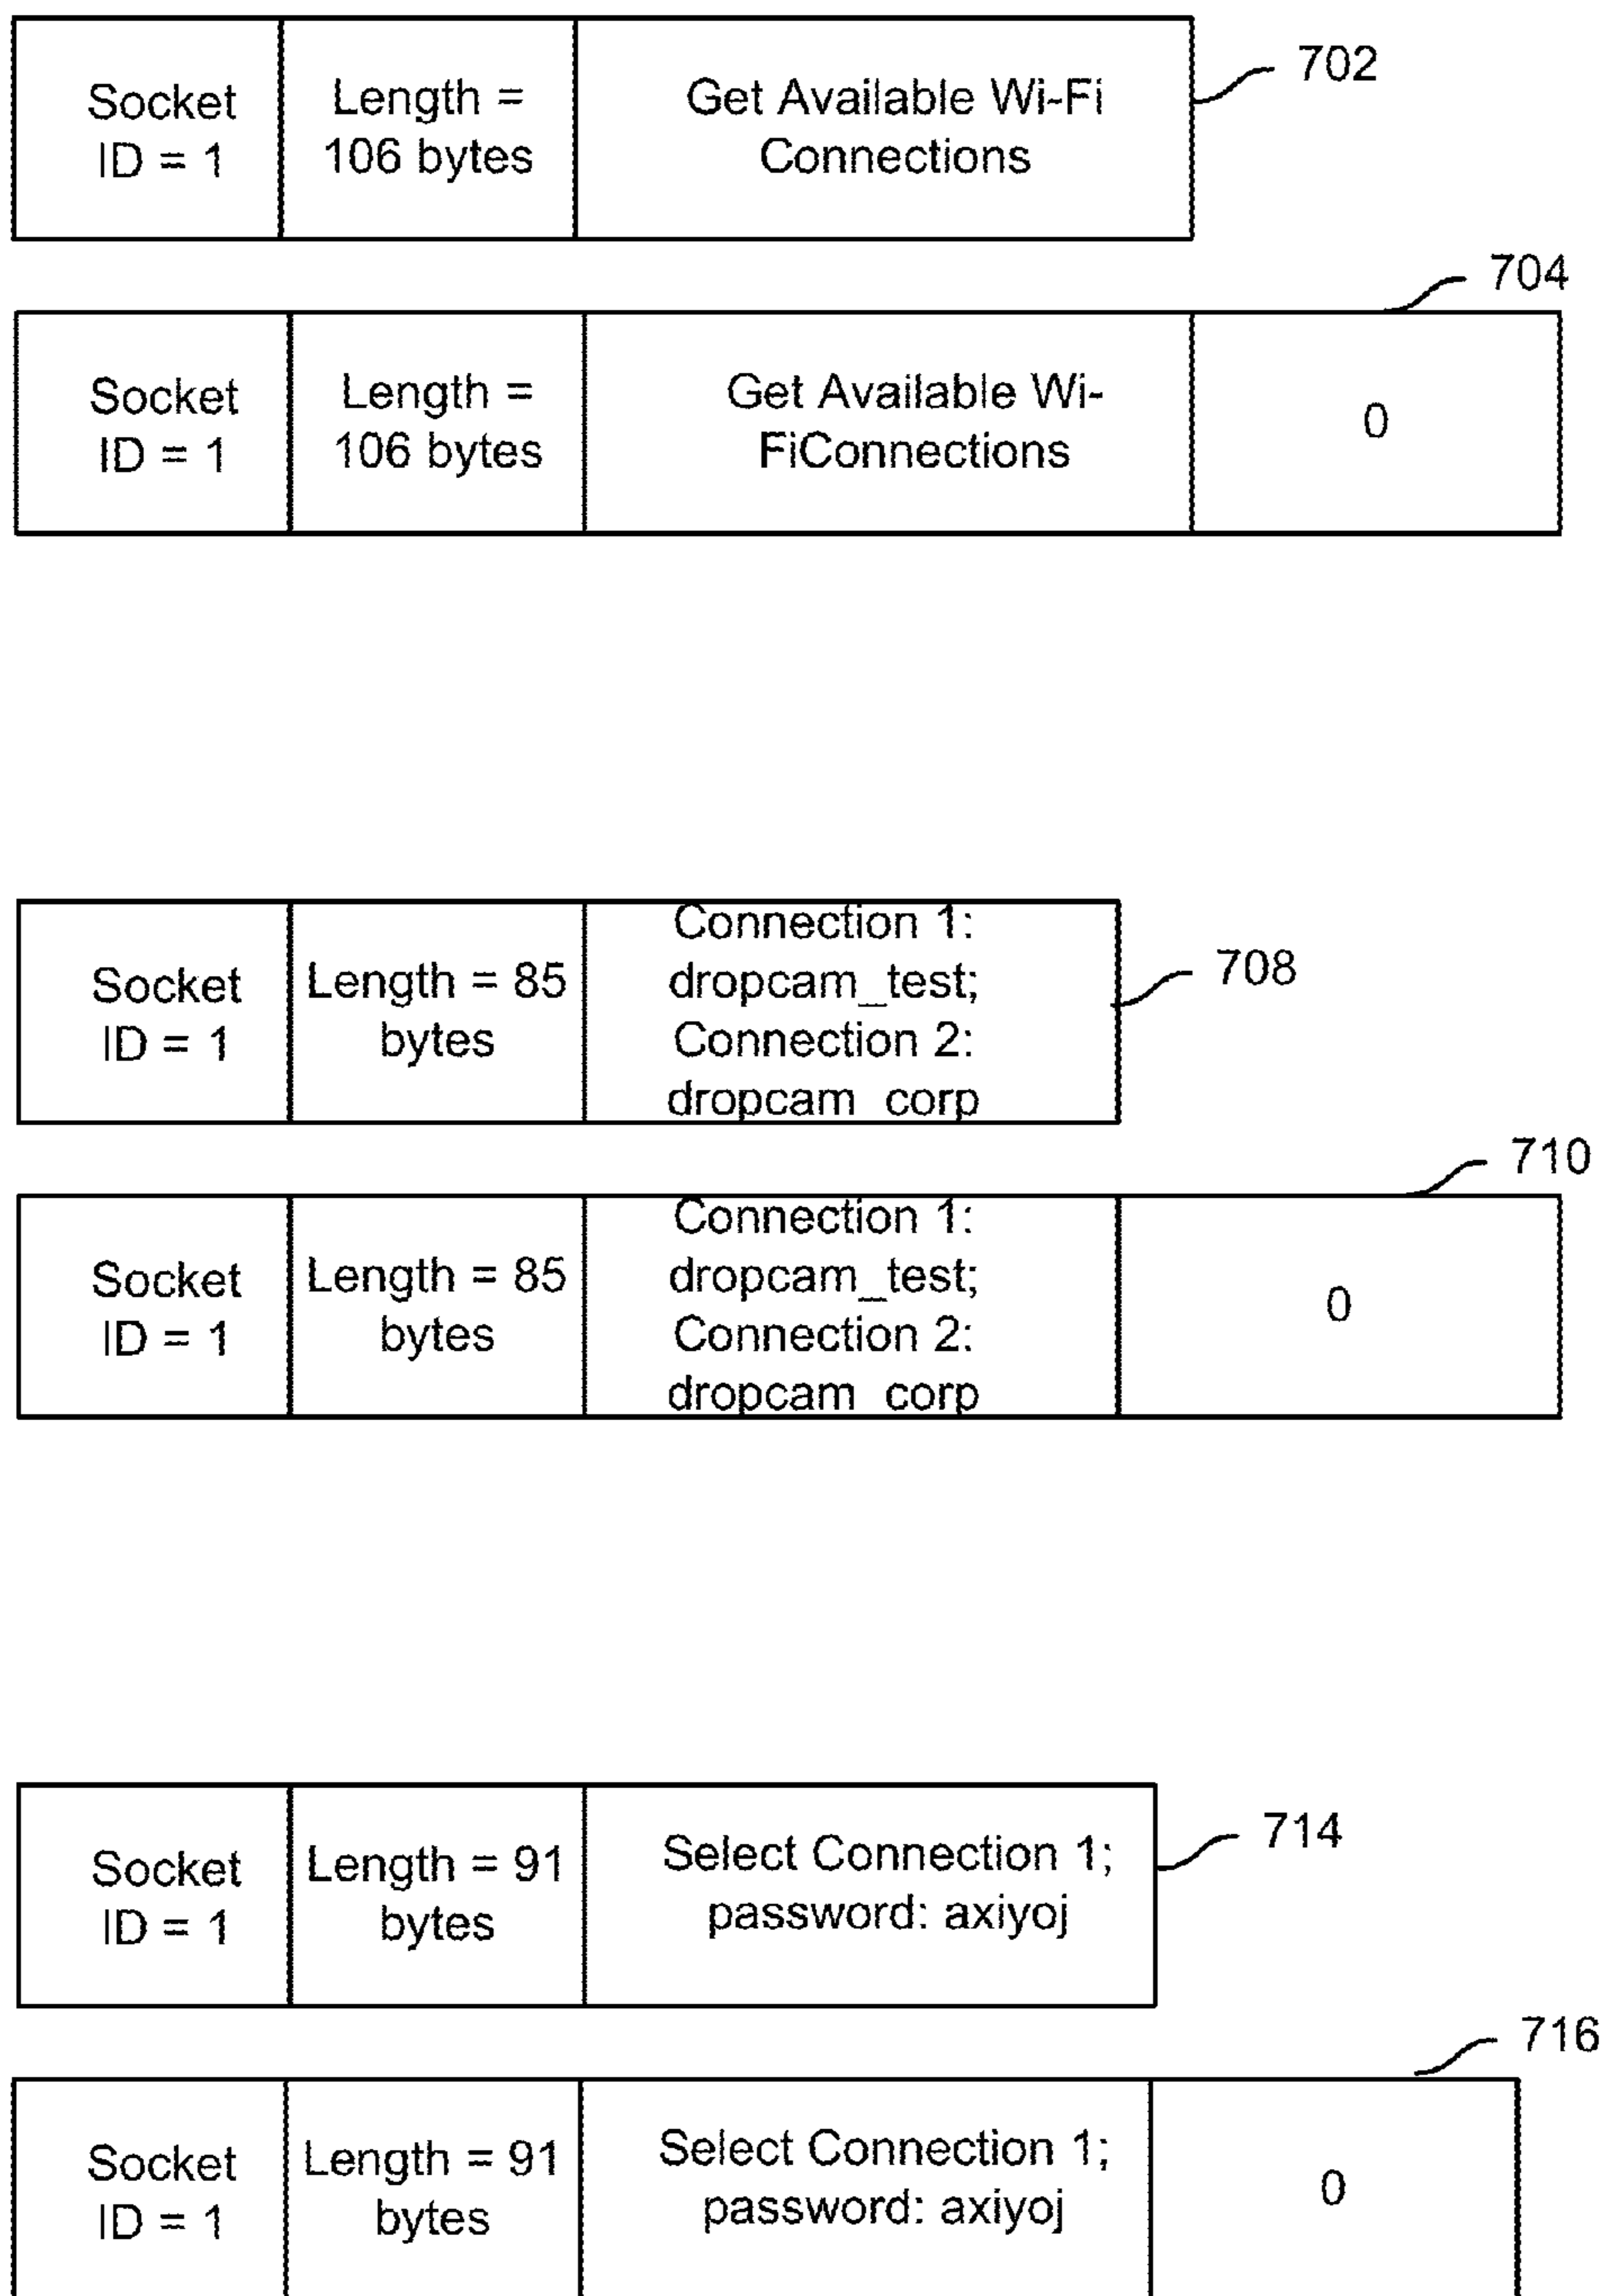 Socket
ID = 1
Length =
106 bytes
Get Available Wi-Fi
Connections
702
704
Socket
ID = 1
Length =
106 bytes
Get Available Wi-
FiConnections
0
Socket
ID = 1
Length = 85
bytes
Connection 1:
dropcam_test;
Connection 2:
dropcam_corp
708
710
Socket
ID = 1
Length = 85
bytes
Connection 1:
dropcam_test;
Connection 2:
dropcam_corp
0
Socket
ID = 1
Length = 91
bytes
Select Connection 1;
password: axiyoj
714
716
Socket
ID = 1
Length = 91
bytes
Select Connection 1;
password: axiyoj
0